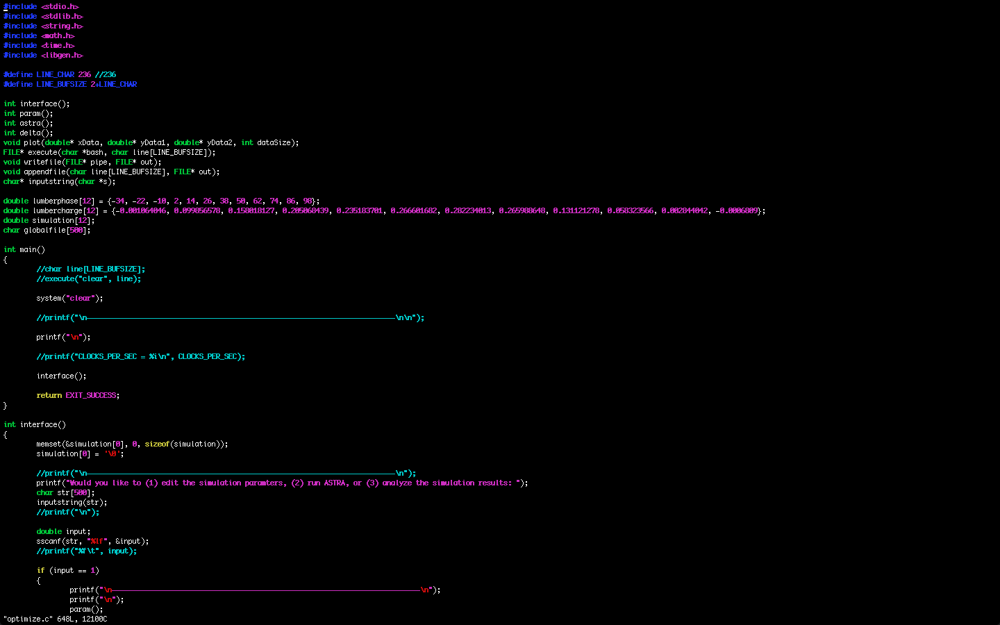 #include <stdio.h>
#include <stdlib.h>
#include <string.h>
#include <math.h>
#include <time.h>
#include <libgen.h>
#define LINE_CHAR 236 //236
#define LINE_BUFSIZE 2+LINE_CHAR
int interface();
int param();
int astra();
int delta();
void plot(double* xData, double* yData1, double* yData2, int dataSize);
FILE* execute(char *bash, char line[LINE_BUFSIZE]);
void writefile(FILE* pipe, FILE* out);
void appendfile(char line[LINE_BUFSIZE], FILE* out);
char* inputstring(char *s);
double lumberphase[12] = {-34, -22, -10, 2, 14, 26, 38, 50, 62, 74, 86, 98};
double lumbercharge[12] = {-0.001064046, 0.099856578, 0.158018127, 0.205068439, 0.235183701, 0.266601682, 0.282234013, 0.265988648, 0.131121278, 0.058323566, 0.002844042, -0.0006809};
double simulation[12];
char globalfile[500];
int main()
{
//char line[LINE_BUFSIZE];
//execute("clear", line);
system("clear");
//printf("\n——————————————————————————————————————————————————————————————————————————\n\n");
printf("\n");
//printf("CLOCKS_PER_SEC = %i\n", CLOCKS_PER_SEC);
interface();
return EXIT_SUCCESS;
}
int interface()
{
memset(&simulation[0], 0, sizeof(simulation));
simulation[0] = '\0';
//printf("\n——————————————————————————————————————————————————————————————————————————\n");
printf("Would you like to (1) edit the simulation paramters, (2) run ASTRA, or (3) analyze the simulation results: ");
char str[500];
inputstring(str);
//printf("\n");
double input;
sscanf(str, "%lf", &input);
//printf("%f\t", input);
if (input == 1)
{
printf("\n——————————————————————————————————————————————————————————————————————————\n");
printf("\n");
param();
"optimize.c" 648L, 12100C